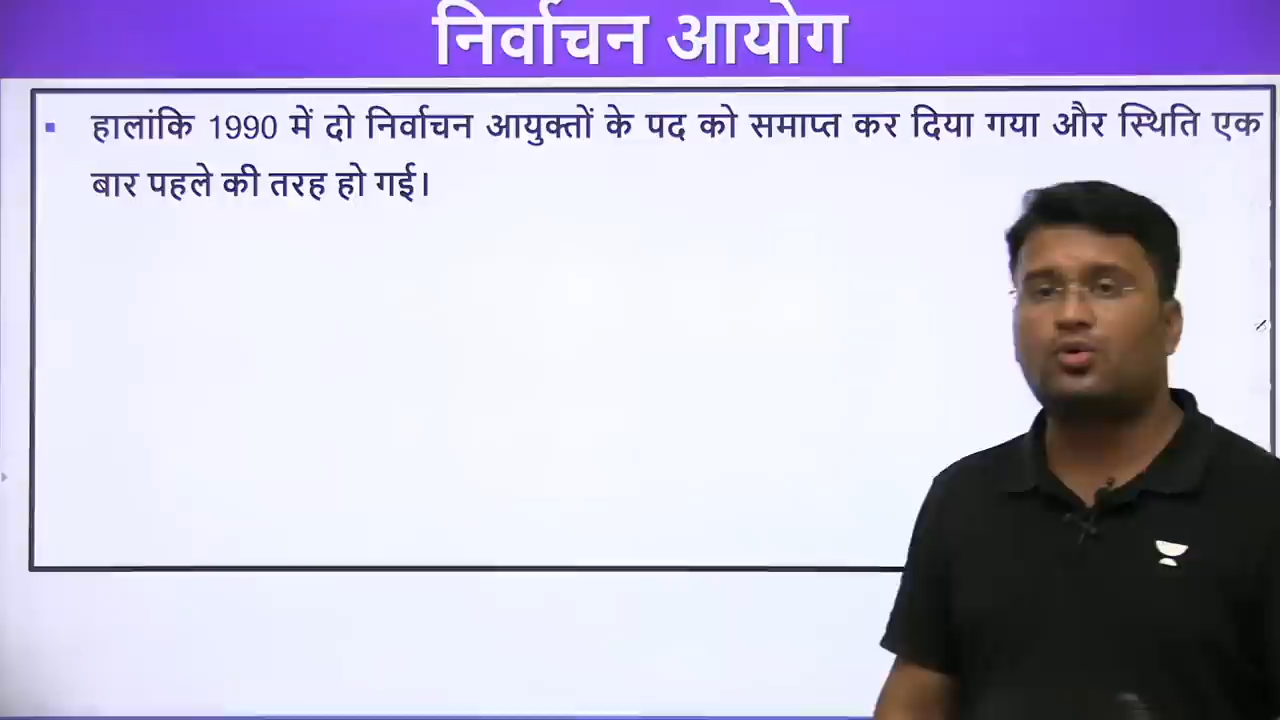 निर्वाचन आयोग
हालांकि 1990 में दो निर्वाचन आयुक्तों के पद को समाप्त कर दिया गया और स्थिति एक
बार पहले की तरह हो गई।